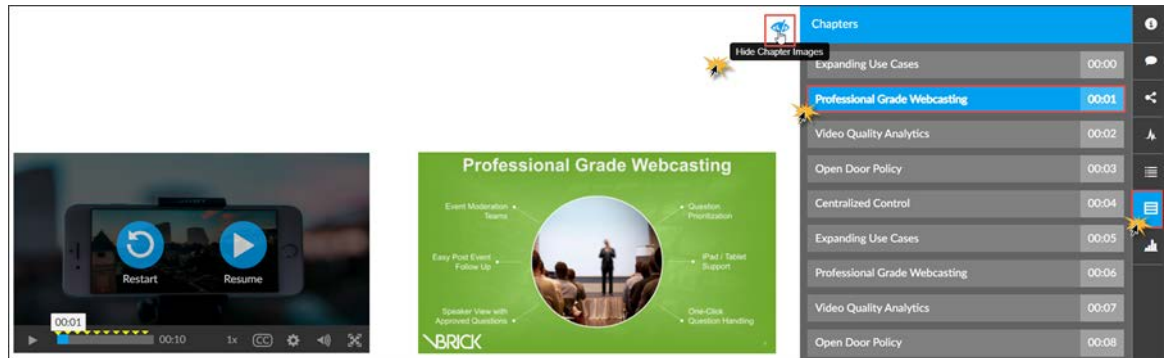 Hide Chapter Images
Restart
Resume
00:01
00:10
1x
CC
Professional Grade Webcasting
Event Moderation
Teams
Easy Post Event
Follow Up
Speaker View with
Approved Questions
Question
Prioritization
iPad / Tablet
Support
One-Click
Question Handling
VBRICK
Chapters
Expanding Use Cases 00:00
Professional Grade Webcasting 00:01
Video Quality Analytics 00:02
Open Door Policy 00:03
Centralized Control 00:04
Expanding Use Cases 00:05
Professional Grade Webcasting 00:06
Video Quality Analytics 00:07
Open Door Policy 00:08